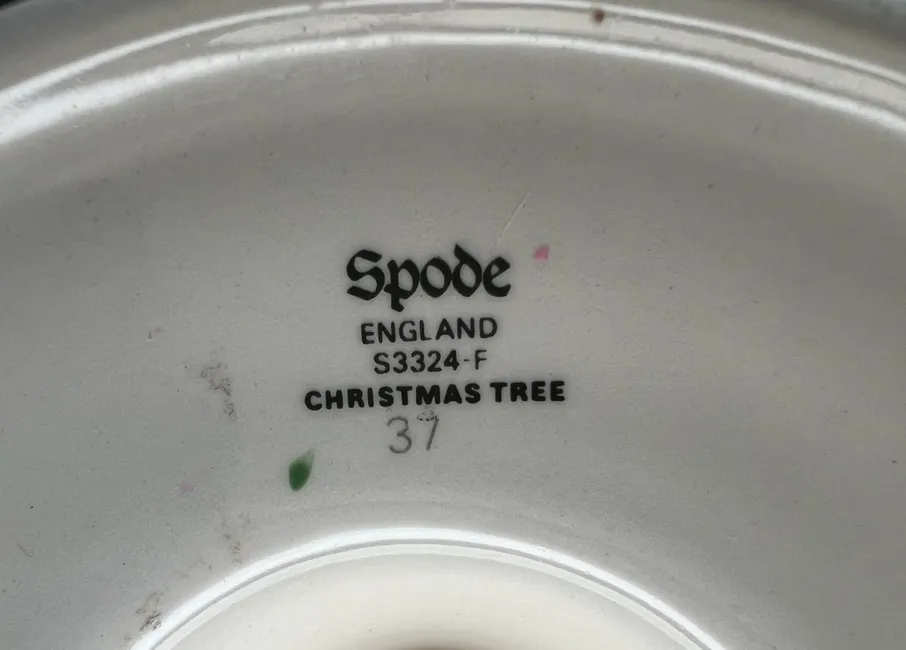 Spode
ENGLAND
S3324-F
CHRISTMAS TREE
37